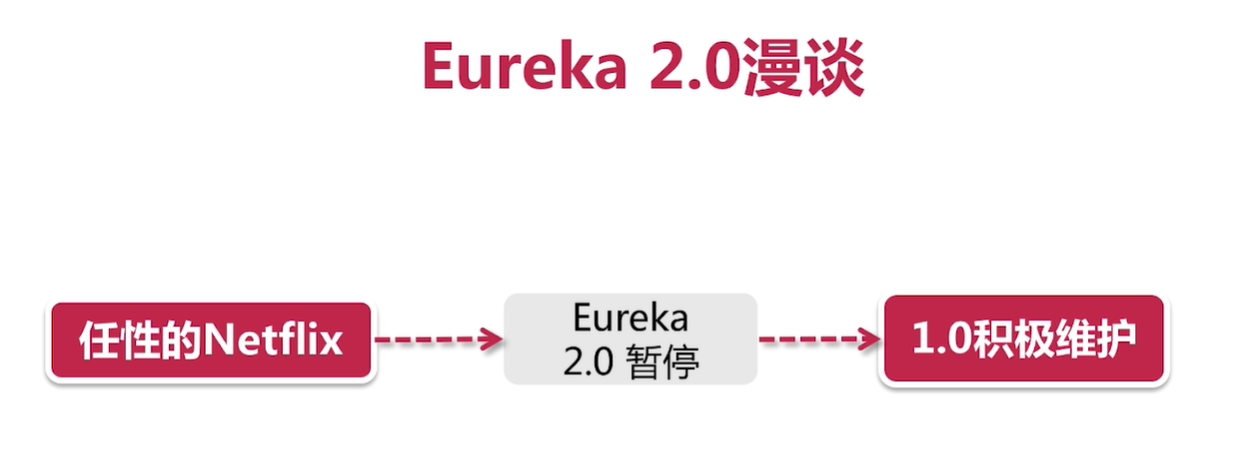 Eureka 2.0漫谈
任性的Netflix
Eureka
2.0 暂停
1.0积极维护